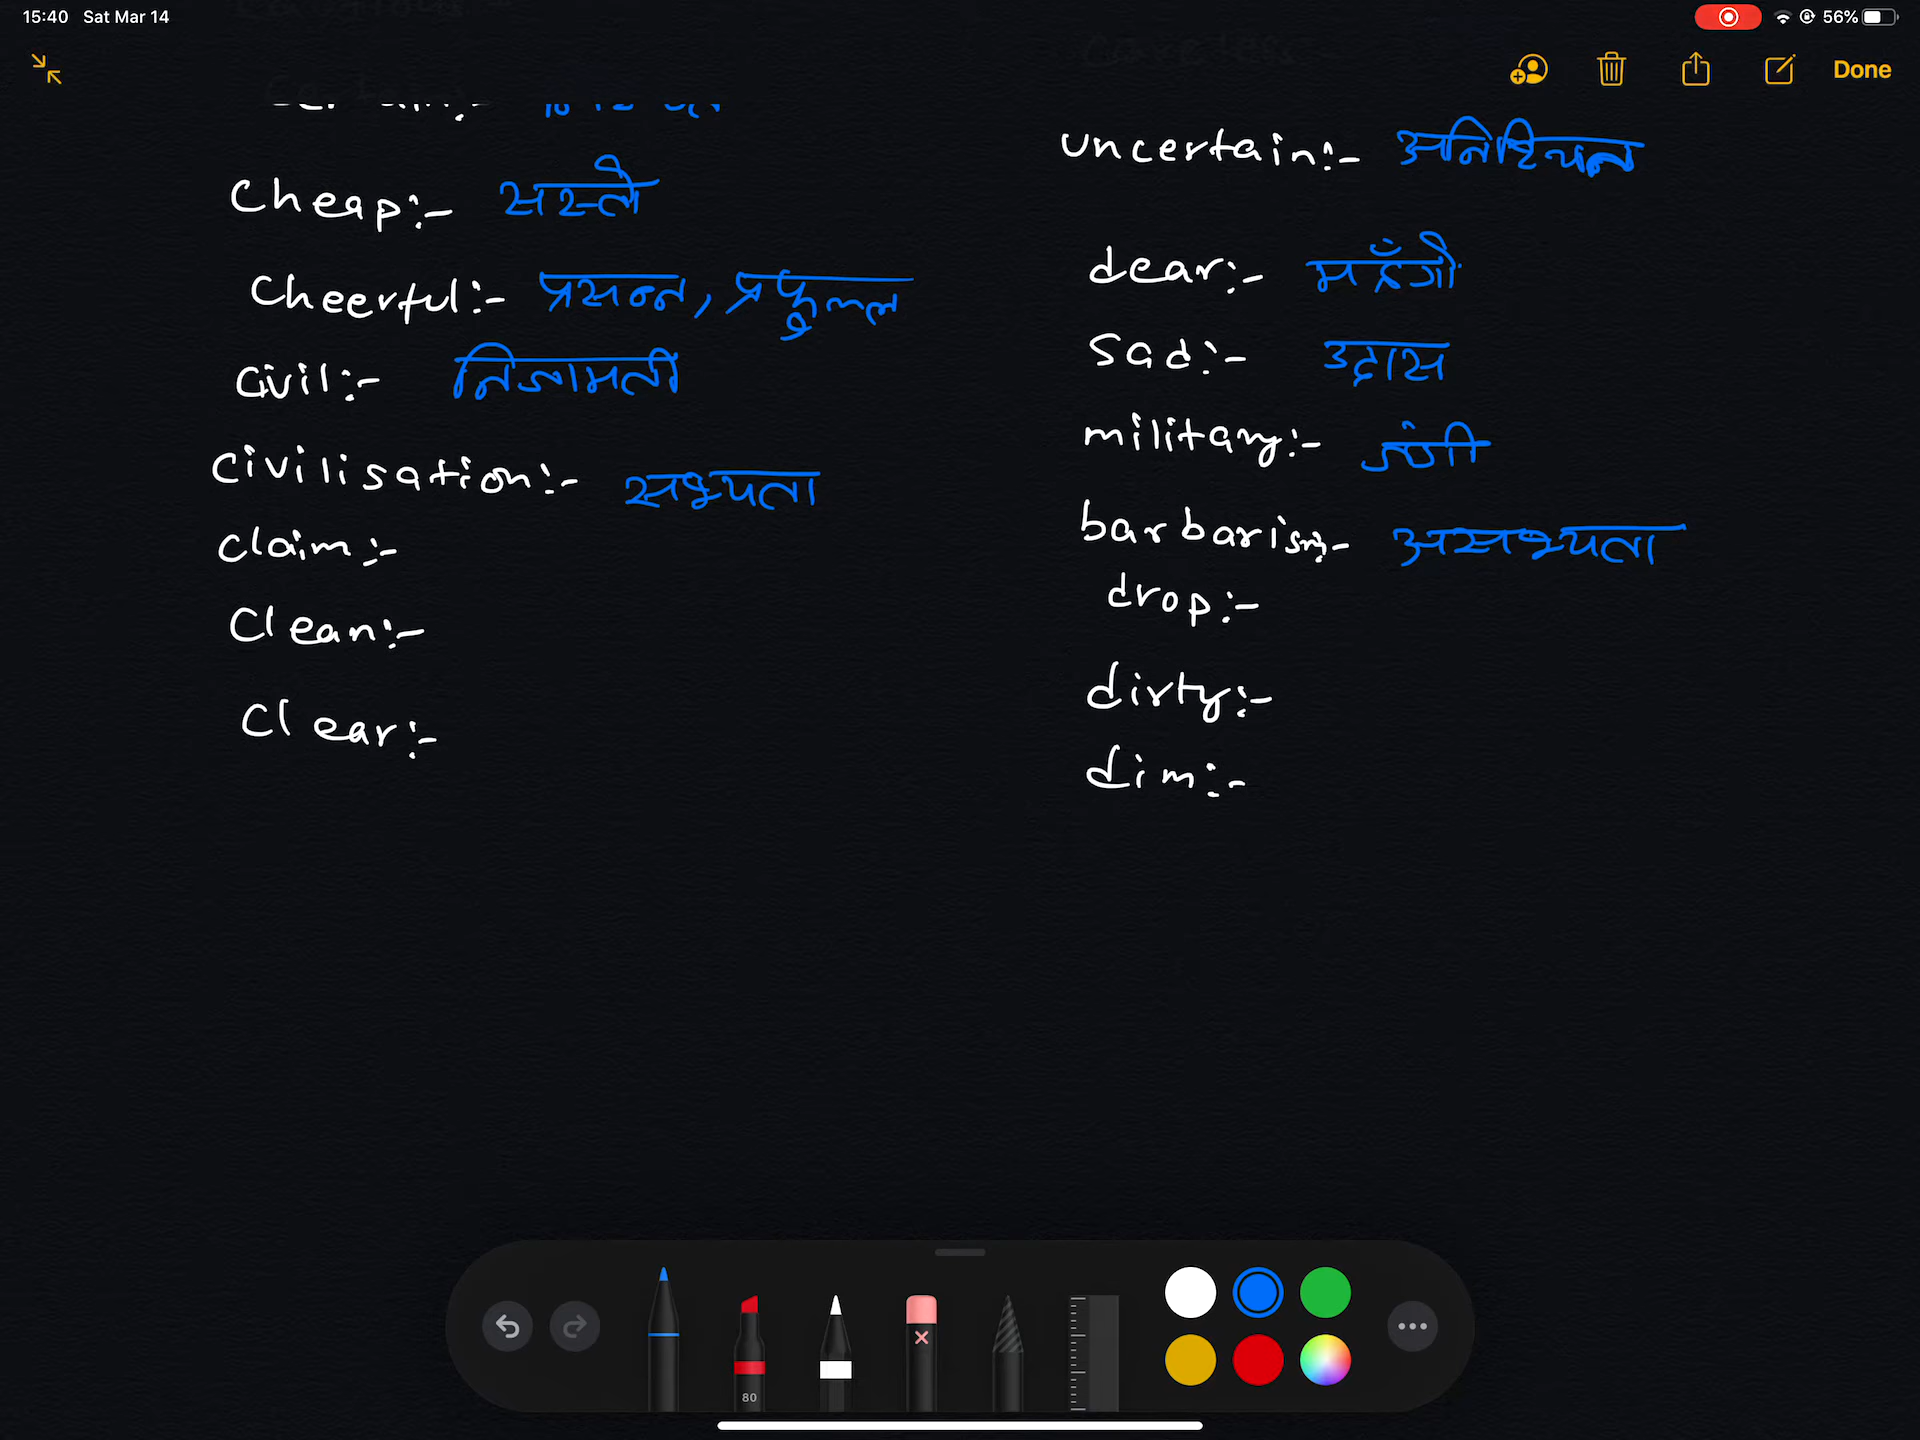 15:40 Sat Mar 14
56%
Done
uncertain:- अनिश्चित
Cheap:- सस्तो
dear:- महँगो
Cheerful:- प्रसन्न, प्रफुल्ल
sad:- उदास
civil:- निजामती
military:- जंगी
civilisation:- सभ्यता
barbarism:- असभ्यता
claim:-
drop:-
Clean:-
dirty:-
Clear:-
dim:-
80